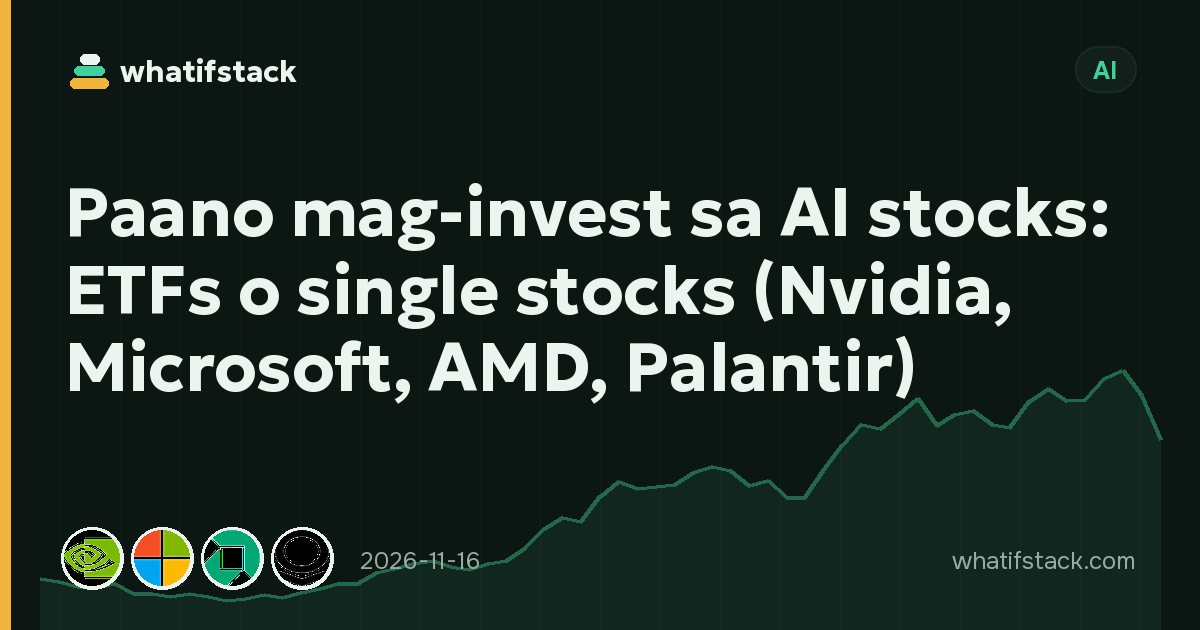 whatifstack
AI
Paano mag-invest sa AI stocks:
ETFs o single stocks (Nvidia,
Microsoft, AMD, Palantir)
2026-11-16
whatifstack.com